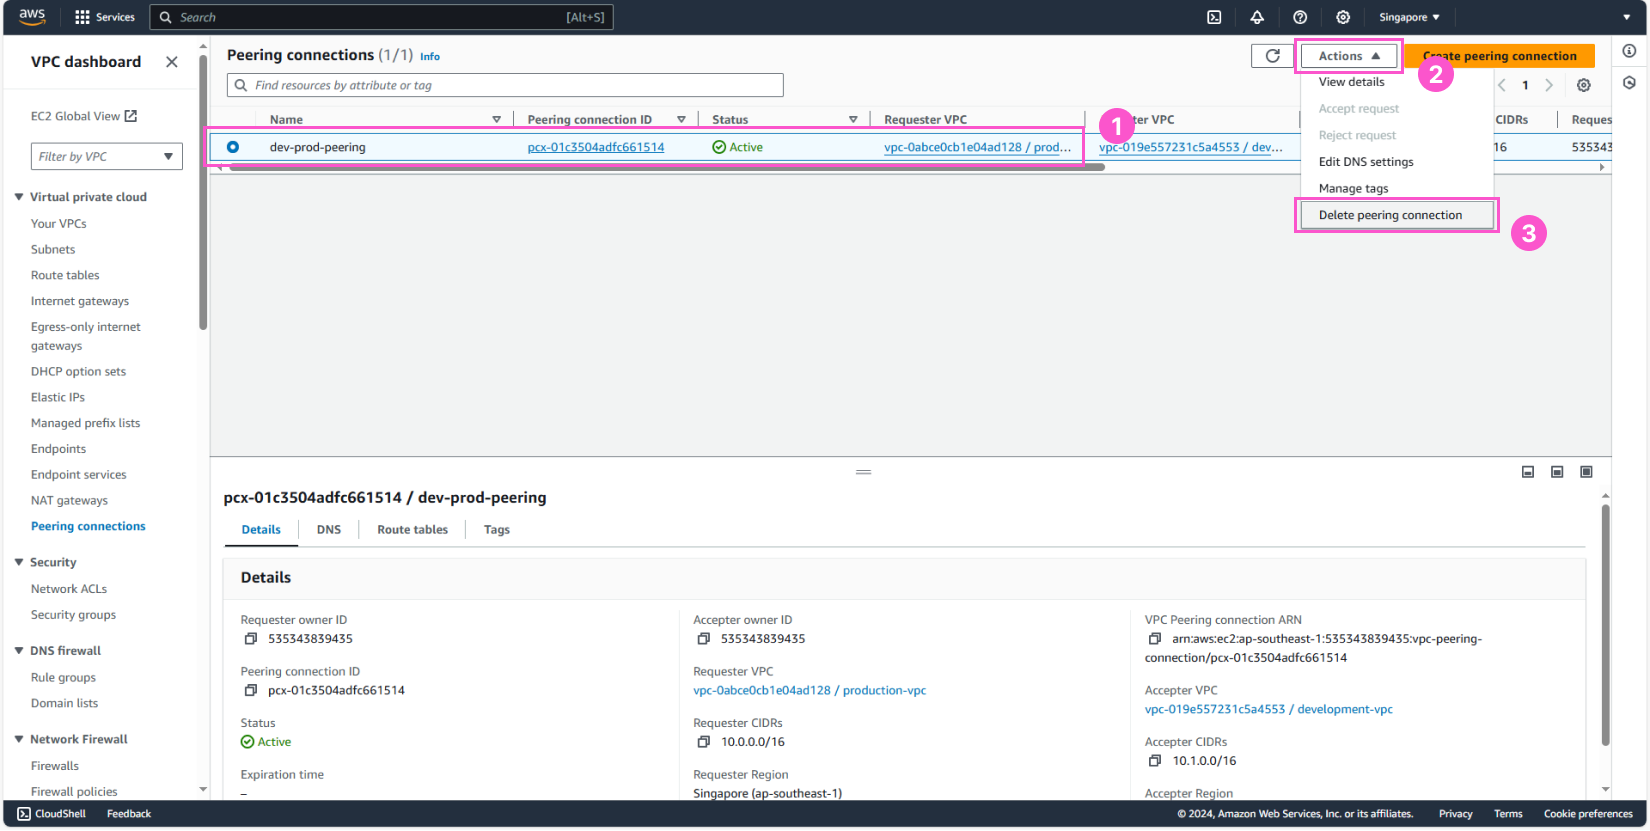 aws
Services
Search
[Alt+S]
Singapore
VPC dashboard
EC2 Global View
Filter by VPC
Virtual private cloud
Your VPCs
Subnets
Route tables
Internet gateways
Egress-only internet
gateways
DHCP option sets
Elastic IPs
Managed prefix lists
Endpoints
Endpoint services
NAT gateways
Peering connections
Security
Network ACLs
Security groups
DNS firewall
Rule groups
Domain lists
Network Firewall
Firewalls
Firewall policies
Peering connections (1/1) Info
Actions
Create peering connection
2
Find resources by attribute or tag
1
View details
Accept request
Reject request
Edit DNS settings
Manage tags
Delete peering connection
3
Name
Peering connection ID
Status
Requester VPC
1
er VPC
CIDRs
Reques
dev-prod-peering
pcx-01c3504adfc661514
Active
vpc-0abce0cb1e04ad128 / prod...
vpc-019e557231c5a4553 / dev...
16
535343
pcx-01c3504adfc661514 / dev-prod-peering
Details
DNS
Route tables
Tags
Details
Requester owner ID
535343839435
Peering connection ID
pcx-01c3504adfc661514
Status
Active
Expiration time
–
Accepter owner ID
535343839435
Requester VPC
vpc-0abce0cb1e04ad128 / production-vpc
Requester CIDRs
10.0.0.0/16
Requester Region
Singapore (ap-southeast-1)
VPC Peering connection ARN
arn:aws:ec2:ap-southeast-1:535343839435:vpc-peering-
connection/pcx-01c3504adfc661514
Accepter VPC
vpc-019e557231c5a4553 / development-vpc
Accepter CIDRs
10.1.0.0/16
Accepter Region
CloudShell
Feedback
© 2024, Amazon Web Services, Inc. or its affiliates.
Privacy
Terms
Cookie preferences